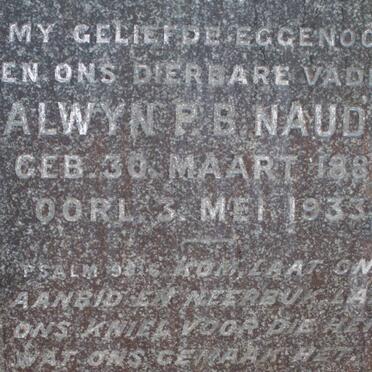 MY GELIEFDE EGGENOO
EN ONS DIERBARE VAD
ALWYN P. B. NAUD
GEB. 30. MAART 188
OORL. 3. MEI. 1933
PSALM 95:6 KOM, LAAT ON
AANBID EN NEERBUK, LA
ONS KNIEL VOOR DIE HE
WAT ONS GEMAAK HET.